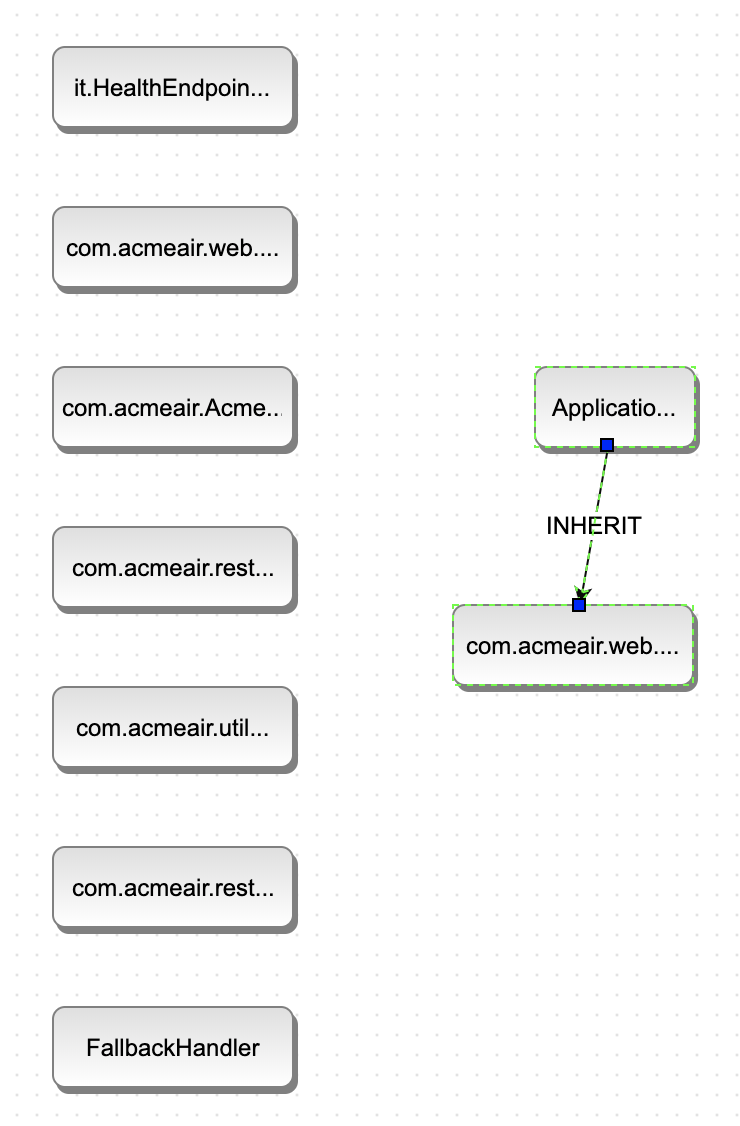 it.HealthEndpoin...
com.acmeair.web....
com.acmeair.Acme...
Applicatio...
INHERIT
com.acmeair.rest...
com.acmeair.web....
com.acmeair.util...
com.acmeair.rest...
FallbackHandler